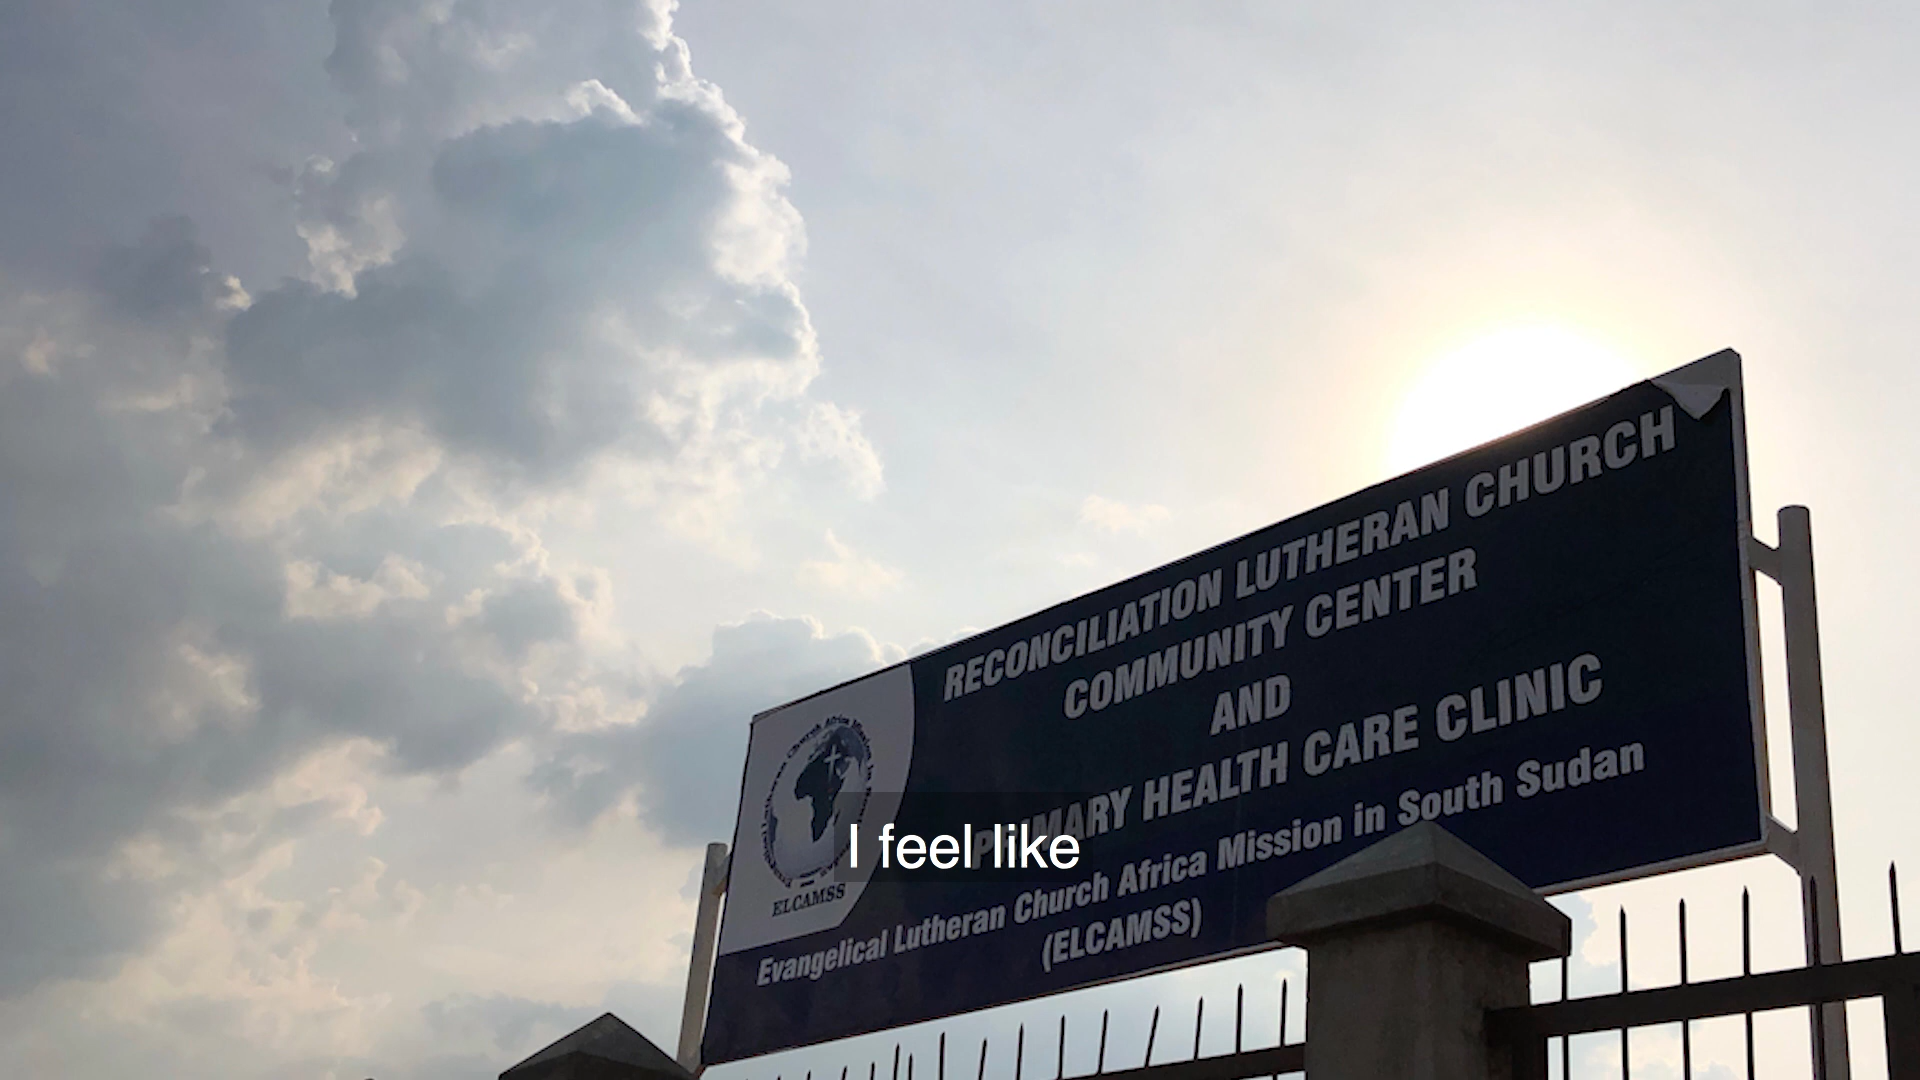 RECONCILIATION LUTHERAN CHURCH
COMMUNITY CENTER
AND
PRIMARY HEALTH CARE CLINIC
Evangelical Lutheran Church Africa Mission in South Sudan
(ELCAMSS)
ELCAMSS
I feel like